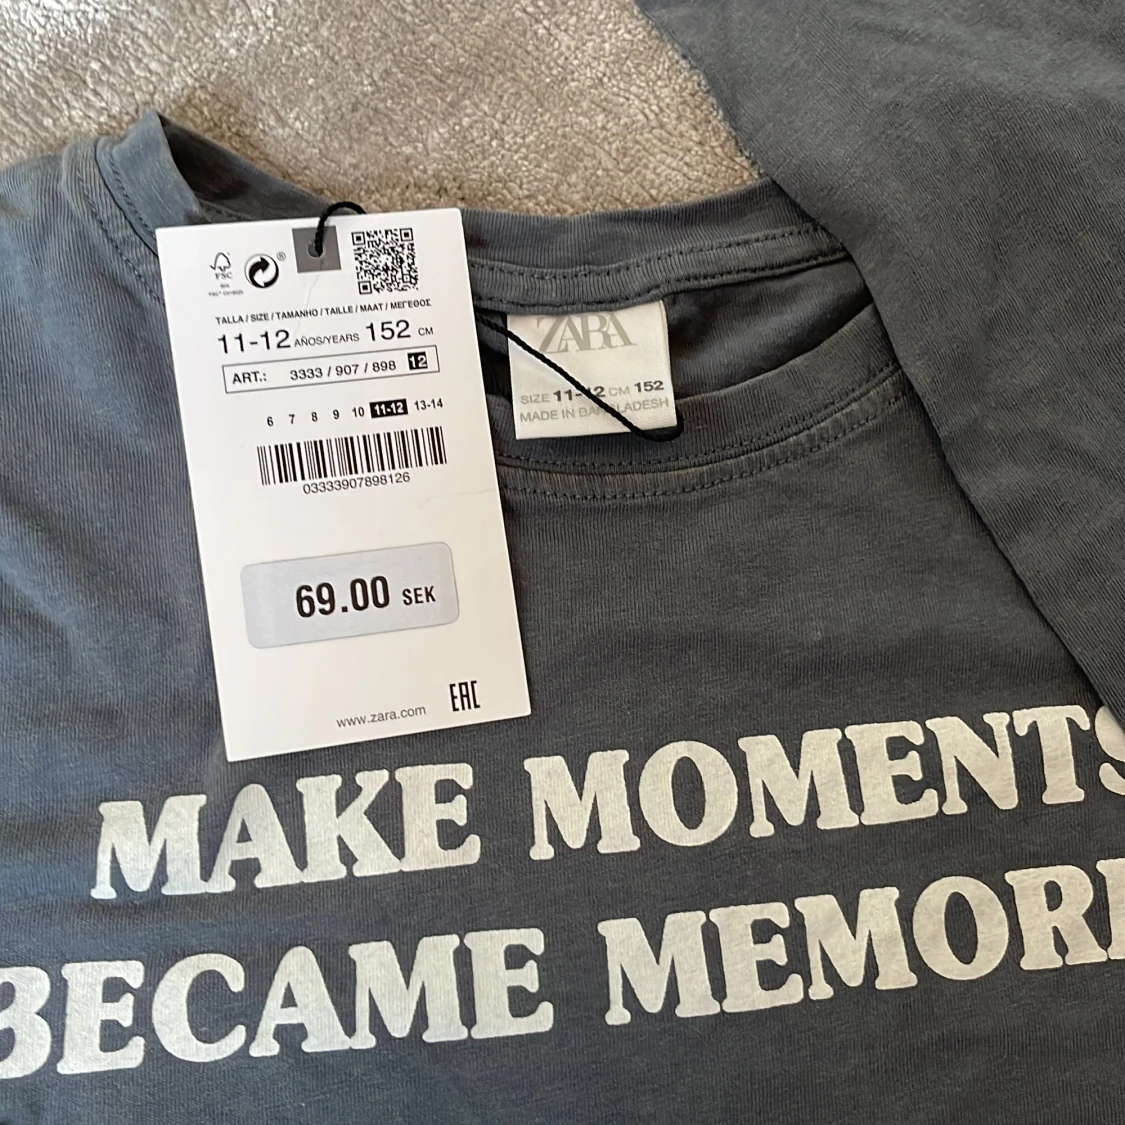 FSC
TALLA / SIZE / TAMANHO / TAILLE / MAAT / ΜΕΓΕΘΟΣ
11-12 AÑOS/YEARS 152 CM
ART.: 3333 / 907 / 898 12
6 7 8 9 10 11-12 13-14
03333907898126
69.00 SEK
EAC
www.zara.com
ZARA
SIZE 11-12 CM 152
MADE IN BANGLADESH
MAKE MOMENTS
BECAME MEMORI